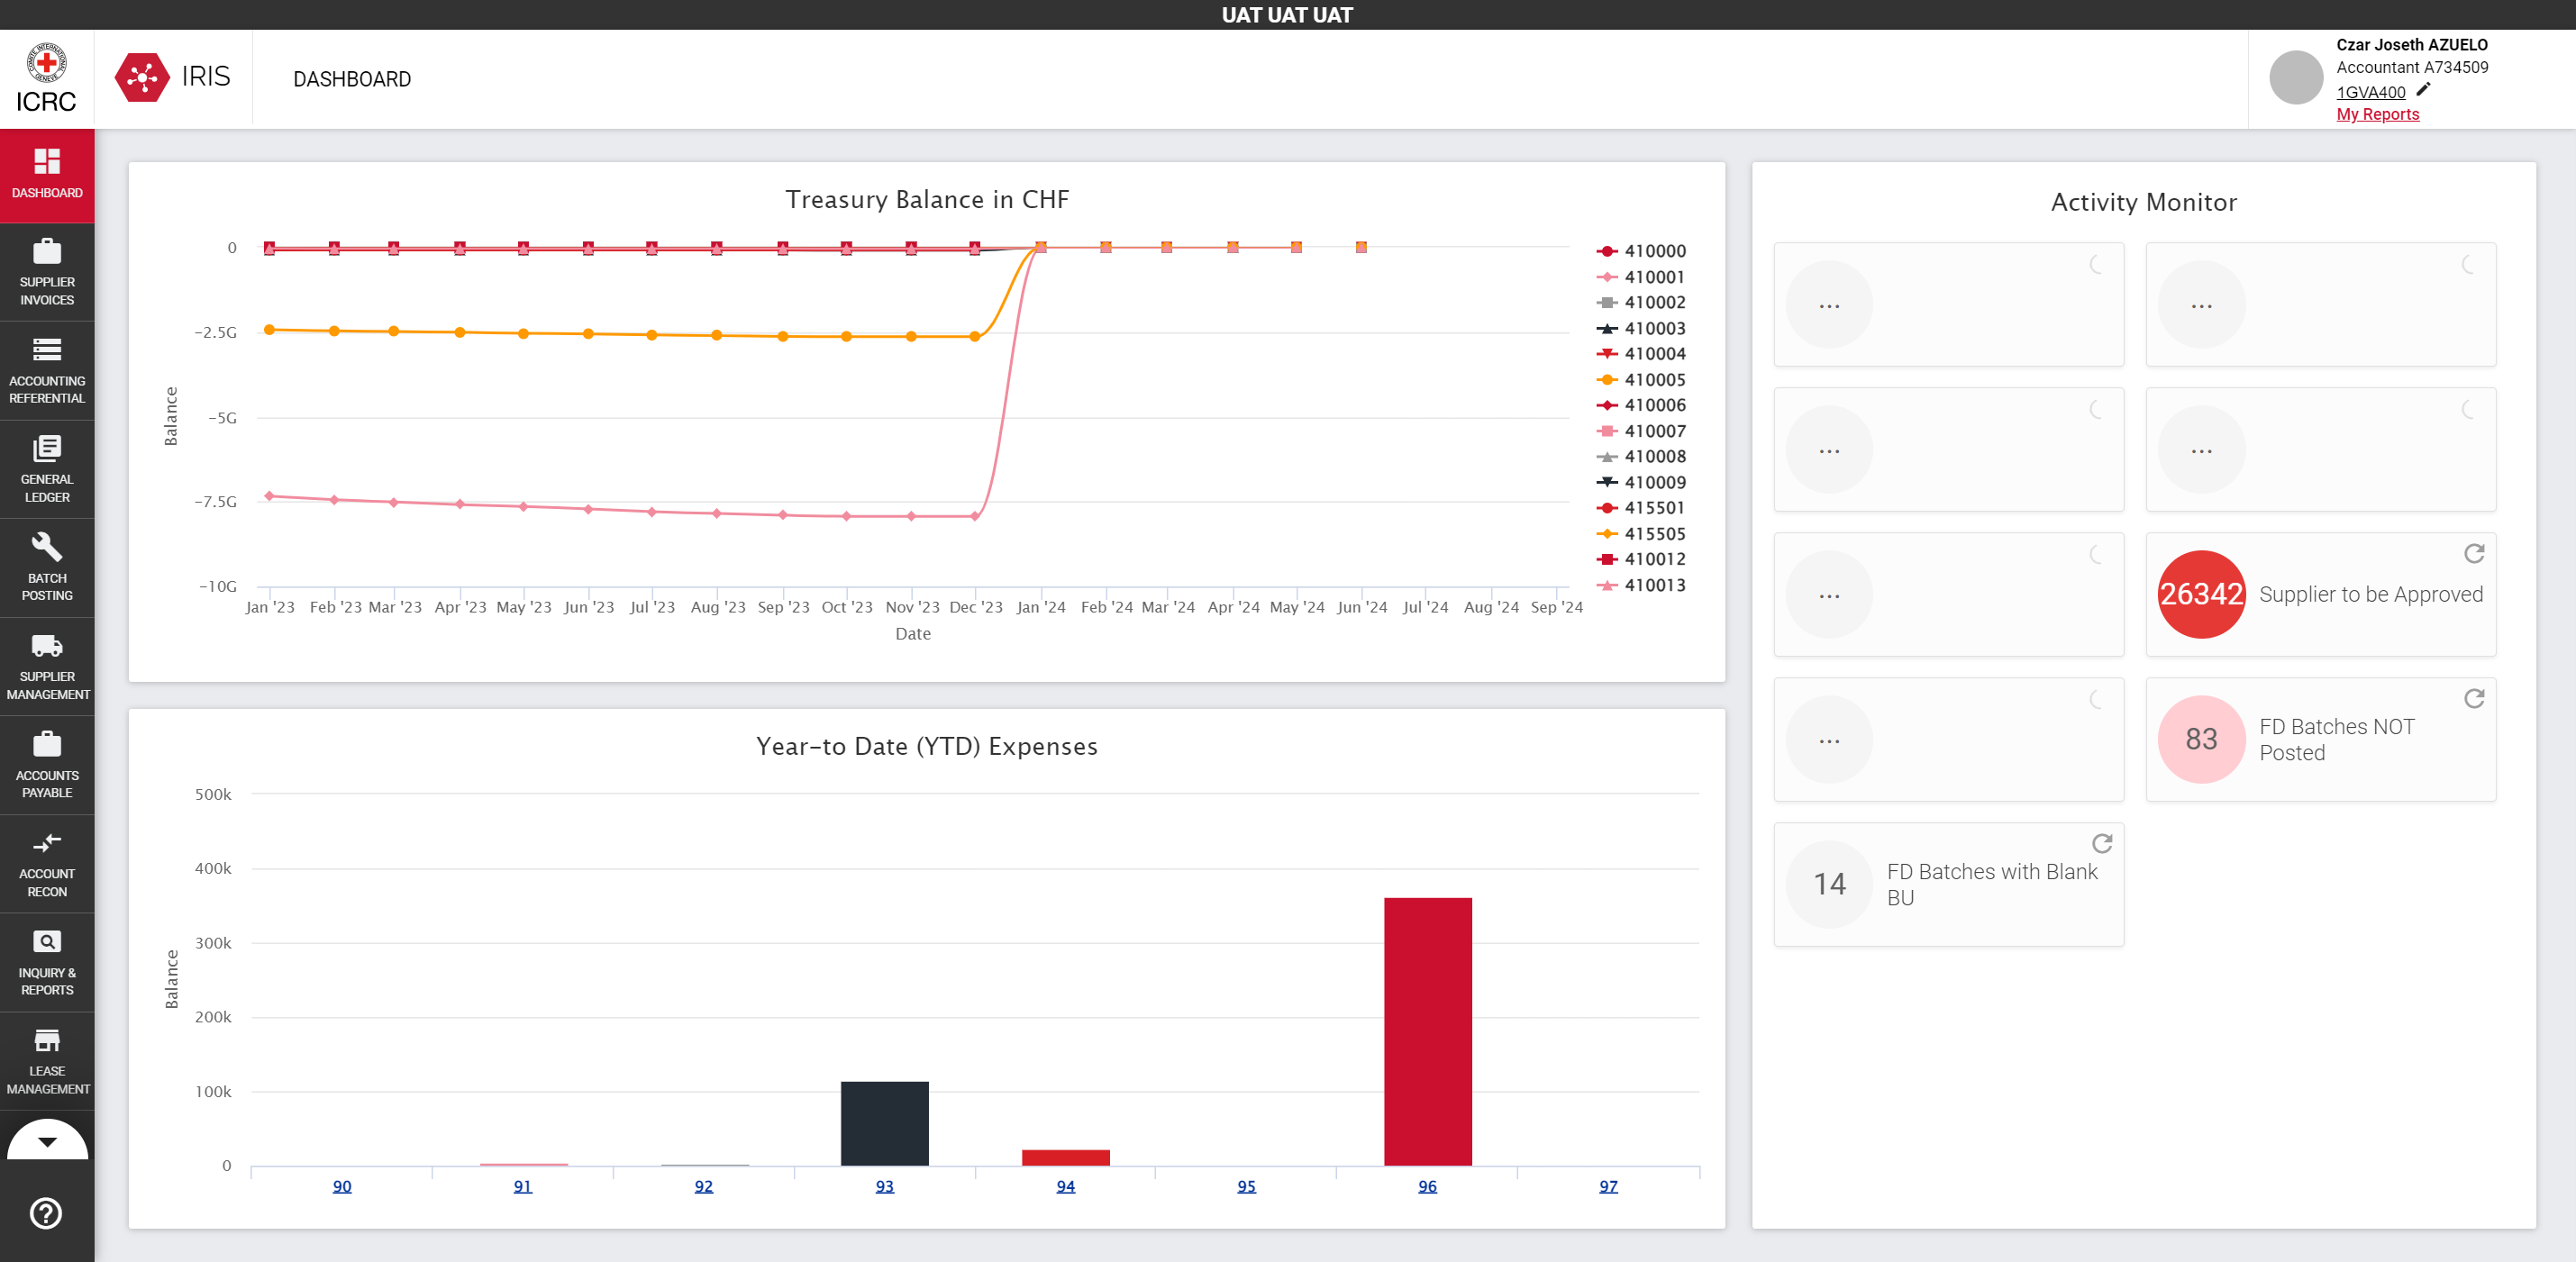 UAT UAT UAT
ICRC
IRIS
DASHBOARD
Czar Joseth AZUELO
Accountant A734509
1GVA400
My Reports
DASHBOARD
SUPPLIER
INVOICES
ACCOUNTING
REFERENTIAL
GENERAL
LEDGER
BATCH
POSTING
SUPPLIER
MANAGEMENT
ACCOUNTS
PAYABLE
ACCOUNT
RECON
INQUIRY &
REPORTS
LEASE
MANAGEMENT
Treasury Balance in CHF
Balance
0
−2.5G
−5G
−7.5G
−10G
Jan '23 Feb '23 Mar '23 Apr '23 May '23 Jun '23 Jul '23 Aug '23 Sep '23 Oct '23 Nov '23 Dec '23 Jan '24 Feb '24 Mar '24 Apr '24 May '24 Jun '24 Jul '24 Aug '24 Sep '24
Date
410000
410001
410002
410003
410004
410005
410006
410007
410008
410009
415501
415505
410012
410013
Year-to Date (YTD) Expenses
Balance
500k
400k
300k
200k
100k
0
90 91 92 93 94 95 96 97
Activity Monitor
...
...
...
...
...
26342 Supplier to be Approved
...
83 FD Batches NOT
Posted
14 FD Batches with Blank
BU